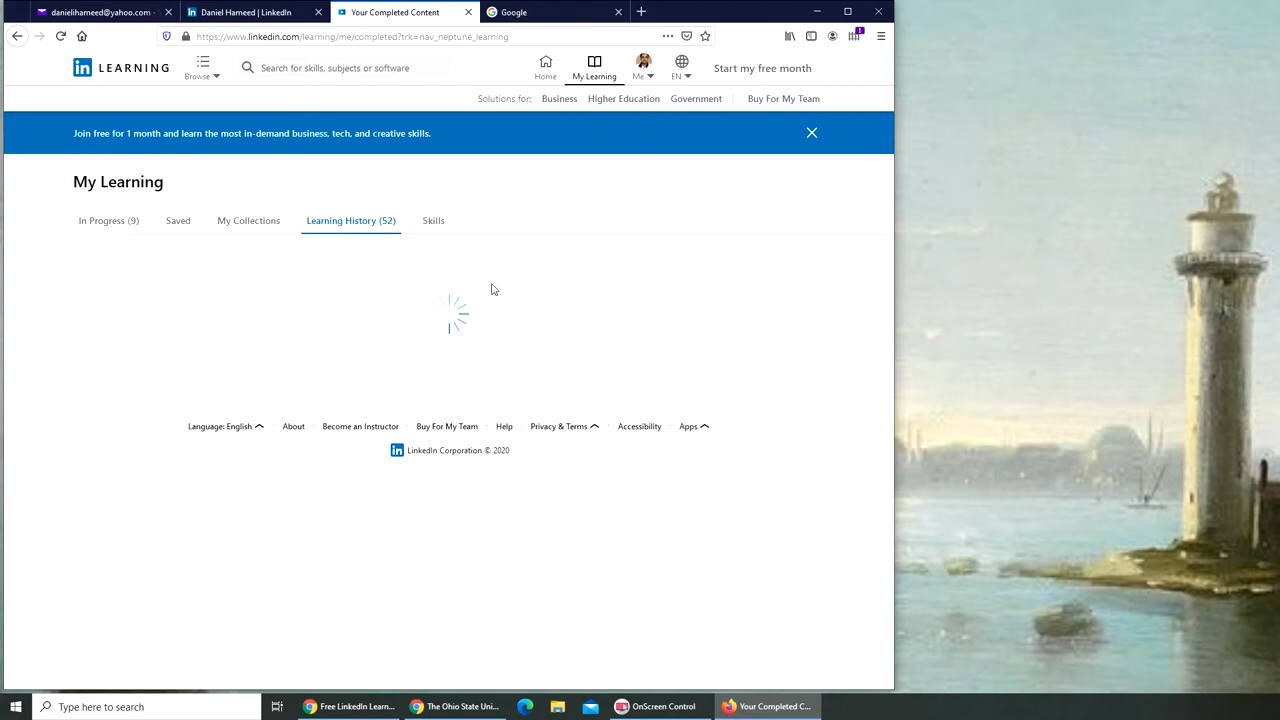 danielihameed@yahoo.com -
Daniel Hameed | LinkedIn
Your Completed Content
Google
https://www.linkedin.com/learning/me/completed?trk=nav_neptune_learning
1
in LEARNING
Browse
Search for skills, subjects or software
Home
My Learning
Me
EN
Start my free month
Solutions for:
Business
Higher Education
Government
Buy For My Team
Join free for 1 month and learn the most in-demand business, tech, and creative skills.
My Learning
In Progress (9)
Saved
My Collections
Learning History (52)
Skills
Language: English
About
Become an Instructor
Buy For My Team
Help
Privacy & Terms
Accessibility
Apps
in LinkedIn Corporation © 2020
Type here to search
Free LinkedIn Learn...
The Ohio State Uni...
OnScreen Control
Your Completed C...